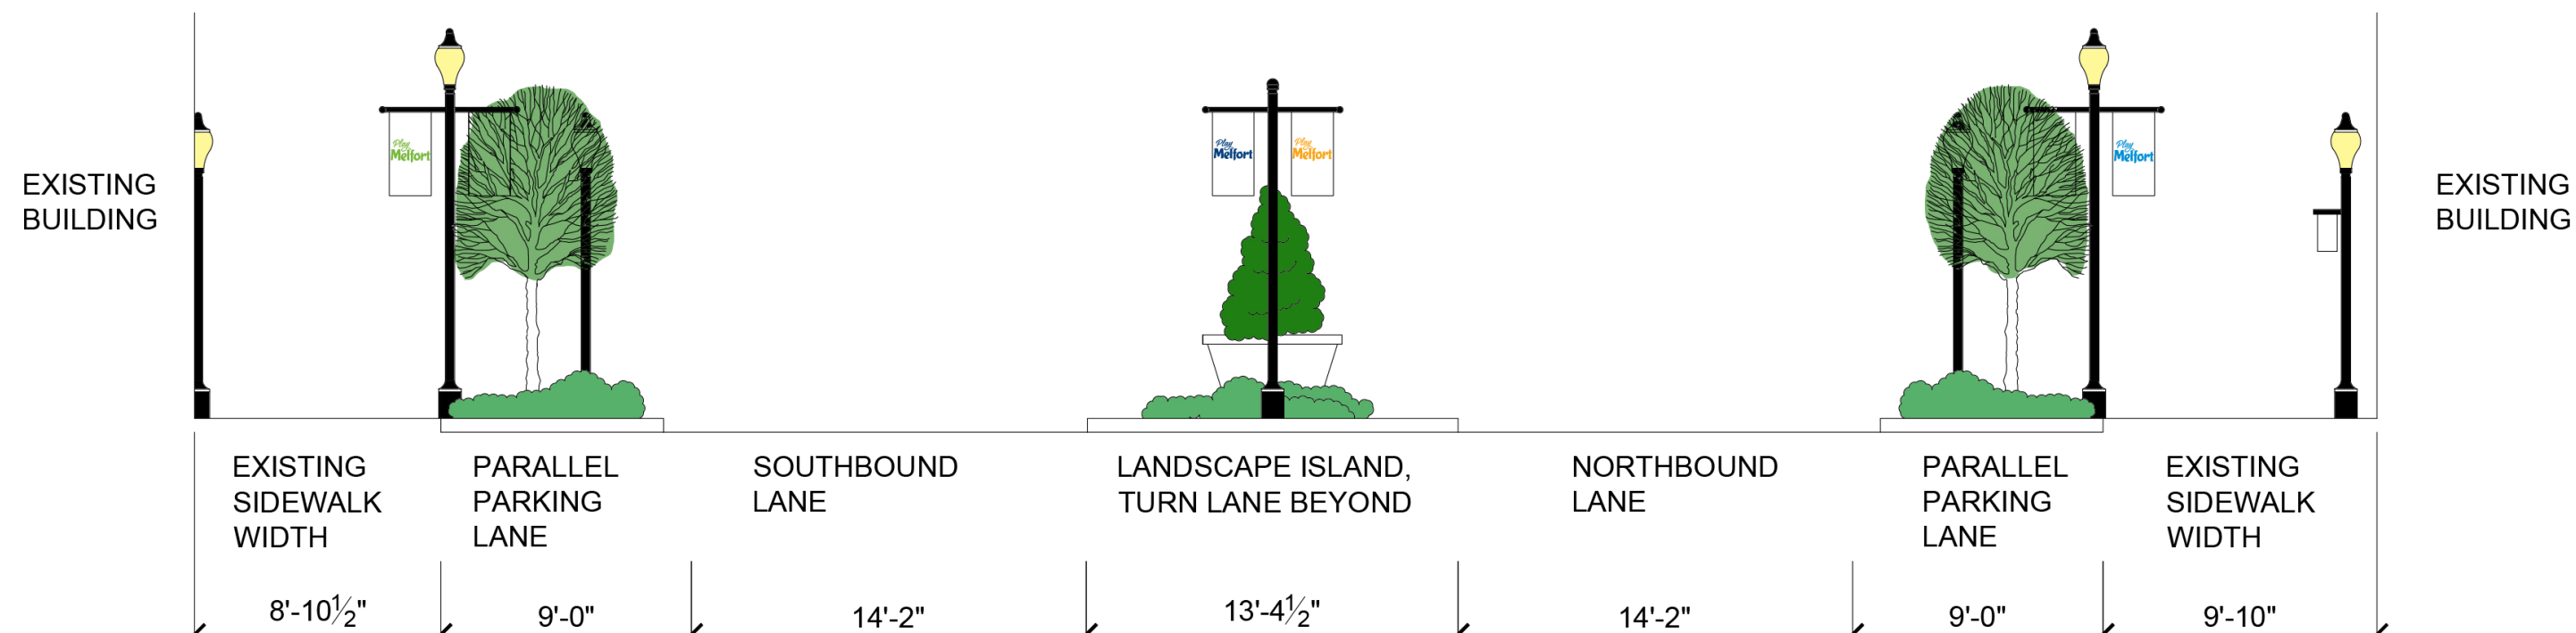 EXISTING
BUILDING
Play
Melfort
Play
Melfort
Play
Melfort
Play
Melfort
EXISTING
BUILDING
EXISTING
SIDEWALK
WIDTH
PARALLEL
PARKING
LANE
SOUTHBOUND
LANE
LANDSCAPE ISLAND,
TURN LANE BEYOND
NORTHBOUND
LANE
PARALLEL
PARKING
LANE
EXISTING
SIDEWALK
WIDTH
8'-10½"
9'-0"
14'-2"
13'-4½"
14'-2"
9'-0"
9'-10"